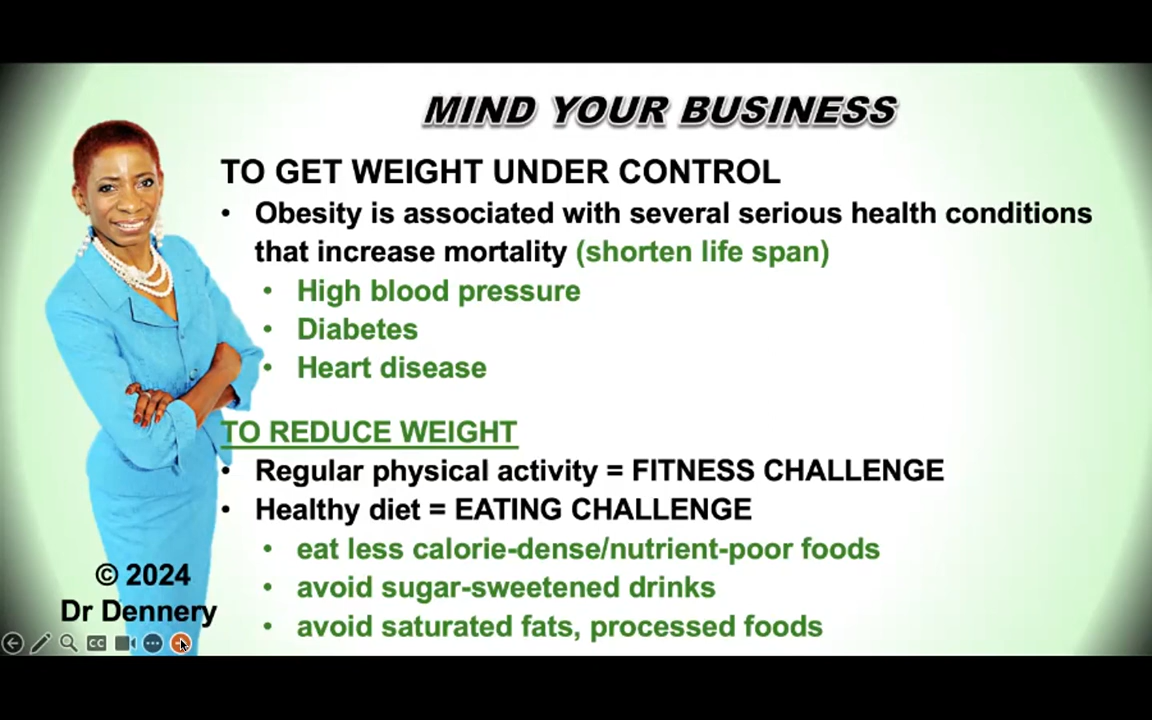 MIND YOUR BUSINESS
TO GET WEIGHT UNDER CONTROL
• Obesity is associated with several serious health conditions
that increase mortality (shorten life span)
• High blood pressure
• Diabetes
• Heart disease
TO REDUCE WEIGHT
• Regular physical activity = FITNESS CHALLENGE
• Healthy diet = EATING CHALLENGE
• eat less calorie-dense/nutrient-poor foods
• avoid sugar-sweetened drinks
• avoid saturated fats, processed foods
© 2024
Dr Dennery
CC